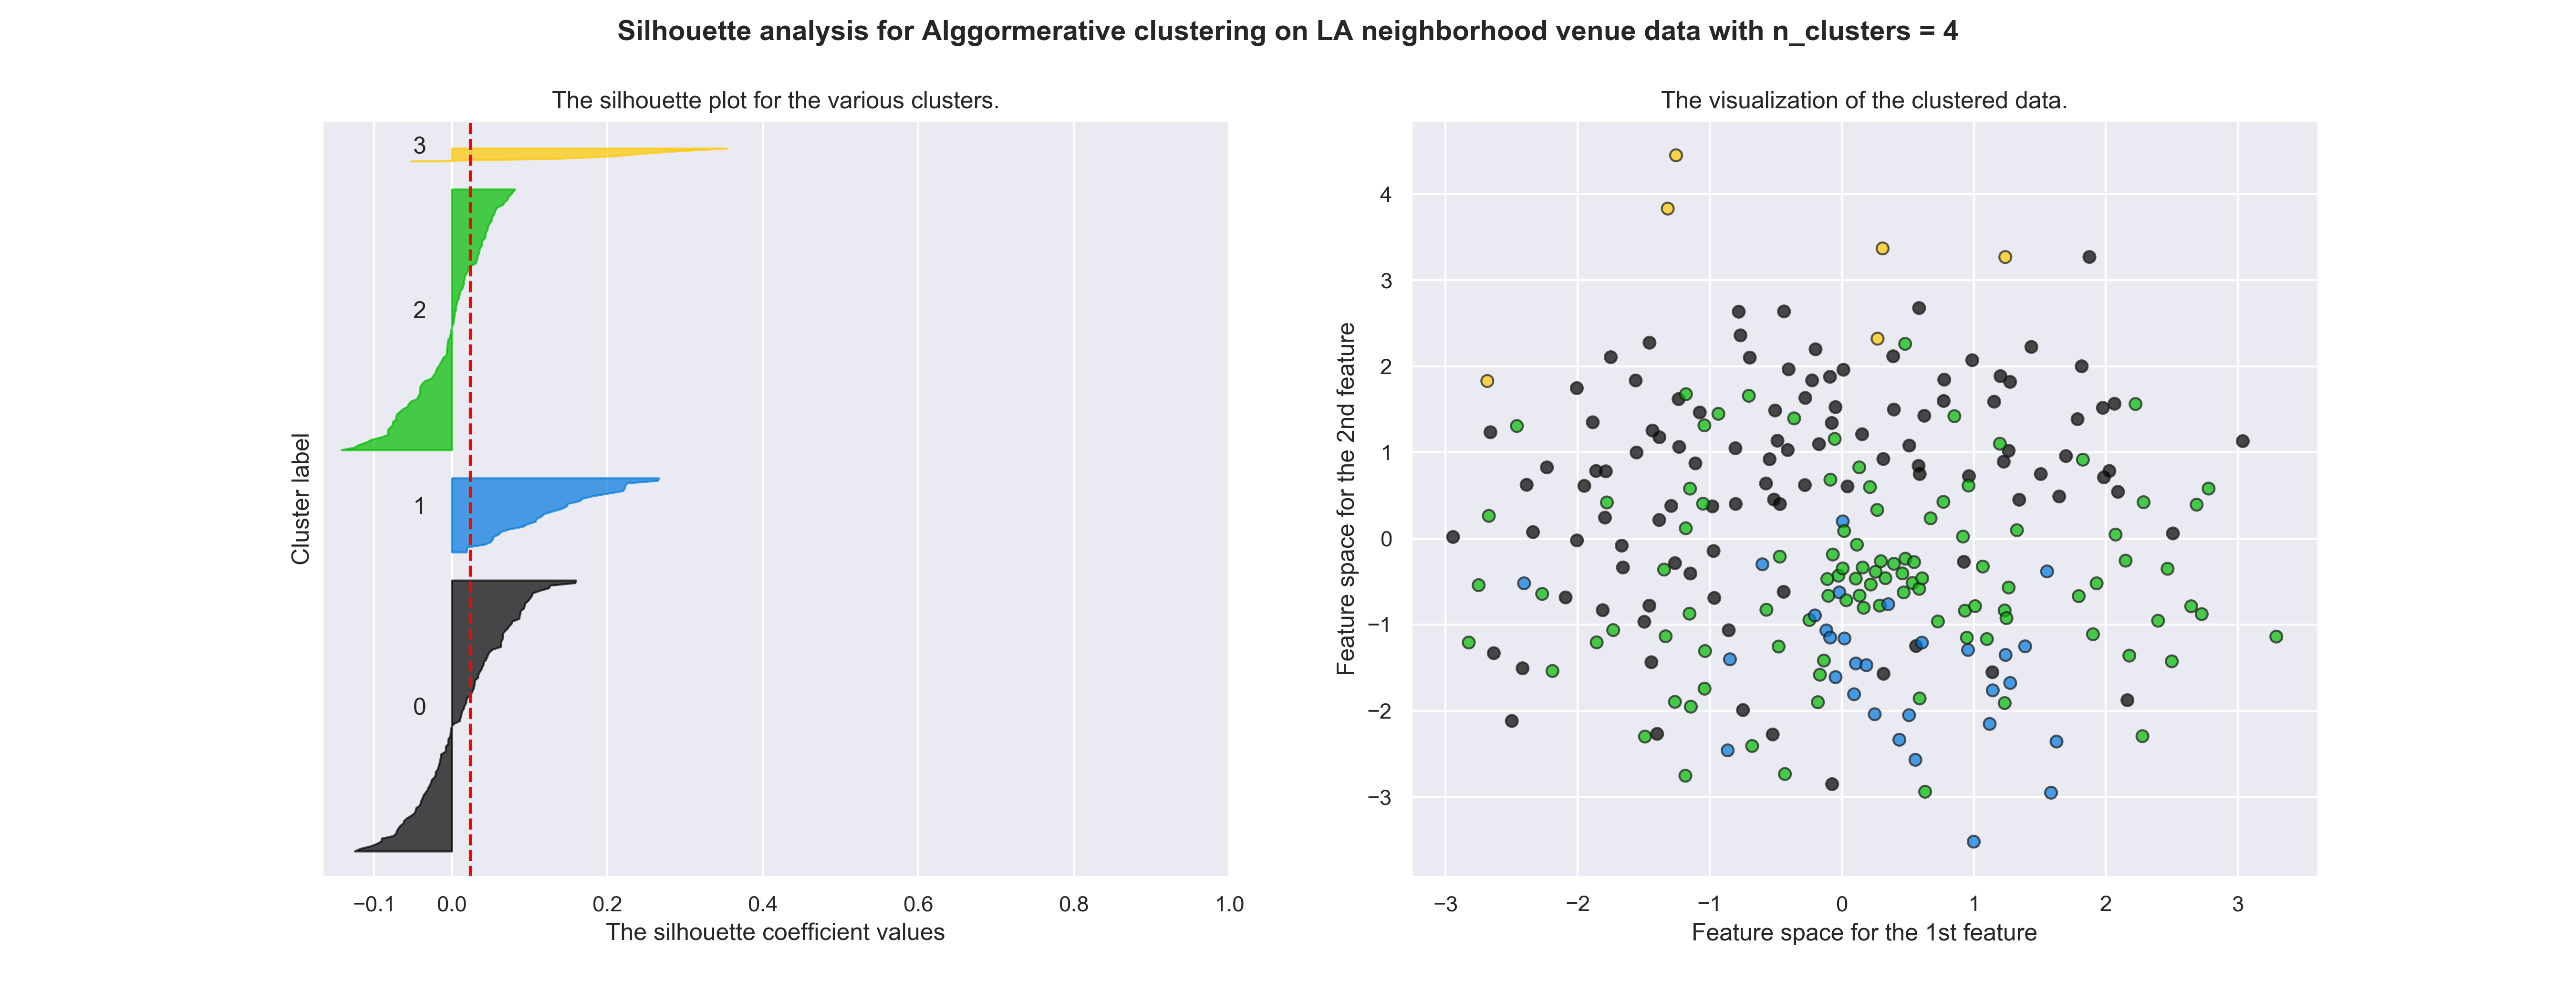 Silhouette analysis for Alggormerative clustering on LA neighborhood venue data with n_clusters = 4
The silhouette plot for the various clusters.
3
2
1
0
Cluster label
−0.1 0.0 0.2 0.4 0.6 0.8 1.0
The silhouette coefficient values
The visualization of the clustered data.
4
3
2
1
0
−1
−2
−3
Feature space for the 2nd feature
−3 −2 −1 0 1 2 3
Feature space for the 1st feature